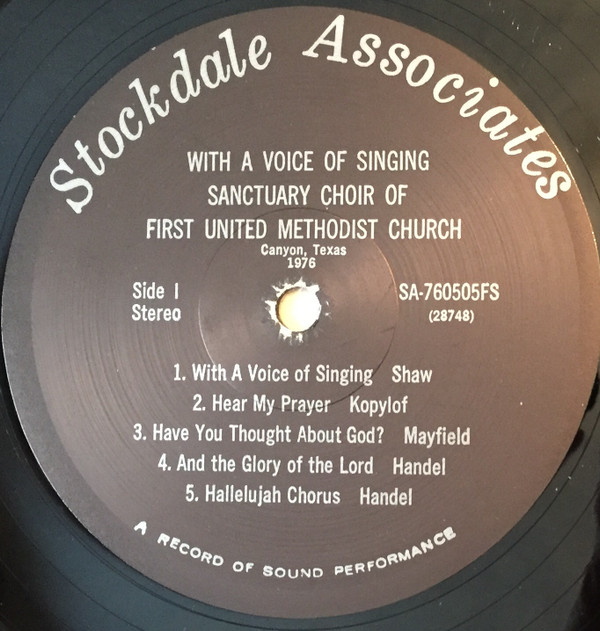 Stockdale Associates
WITH A VOICE OF SINGING
SANCTUARY CHOIR OF
FIRST UNITED METHODIST CHURCH
Canyon, Texas
1976
Side I SA-760505FS
Stereo (28748)
1. With A Voice of Singing Shaw
2. Hear My Prayer Kopylof
3. Have You Thought About God? Mayfield
4. And the Glory of the Lord Handel
5. Hallelujah Chorus Handel
A RECORD OF SOUND PERFORMANCE